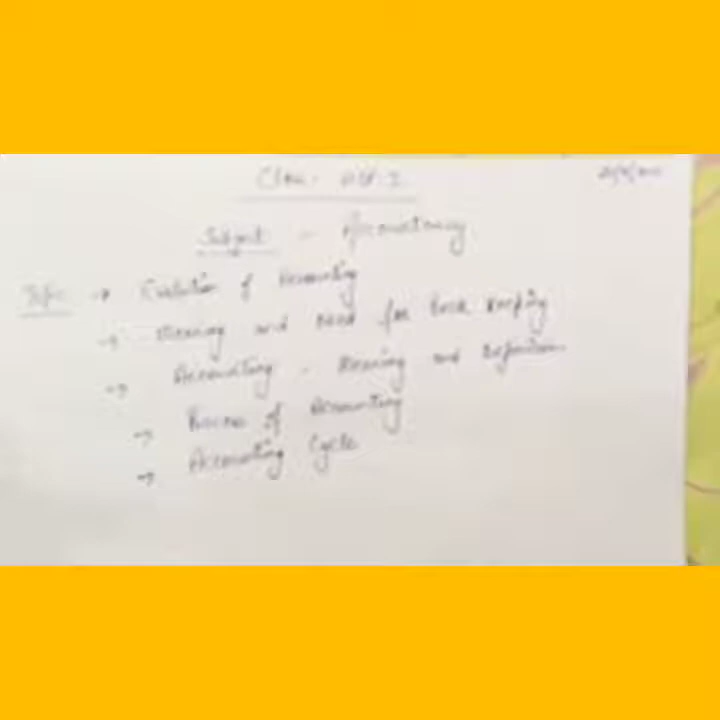 Class -
Subject - Accountancy
Topic → Evolution of Accounting
→ Meaning and Need for Book Keeping
→ Accounting - Meaning and Definition
→ Process of Accounting
→ Accounting Cycle